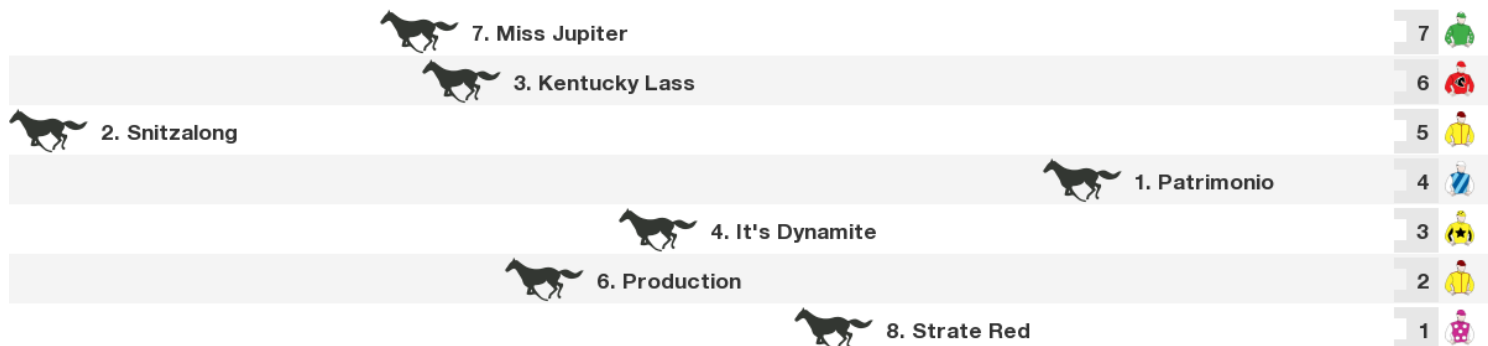 7. Miss Jupiter 7
3. Kentucky Lass 6
2. Snitzalong 5
1. Patrimonio 4
4. It's Dynamite 3
6. Production 2
8. Strate Red 1